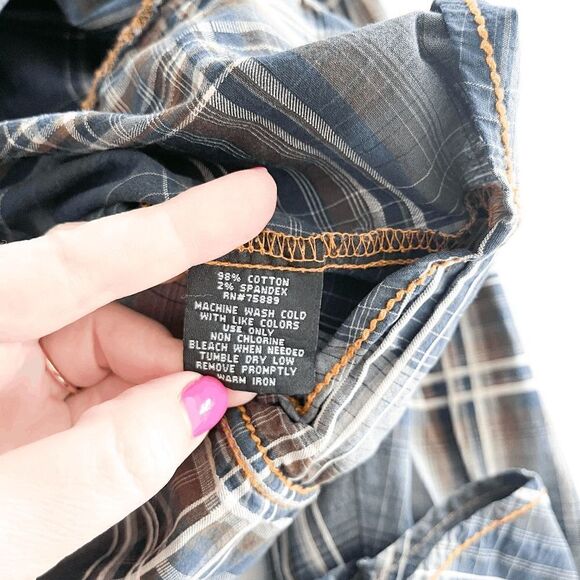 98% COTTON
2% SPANDEX
RN#75889
MACHINE WASH COLD
WITH LIKE COLORS
USE ONLY
NON CHLORINE
BLEACH WHEN NEEDED
TUMBLE DRY LOW
REMOVE PROMPTLY
WARM IRON